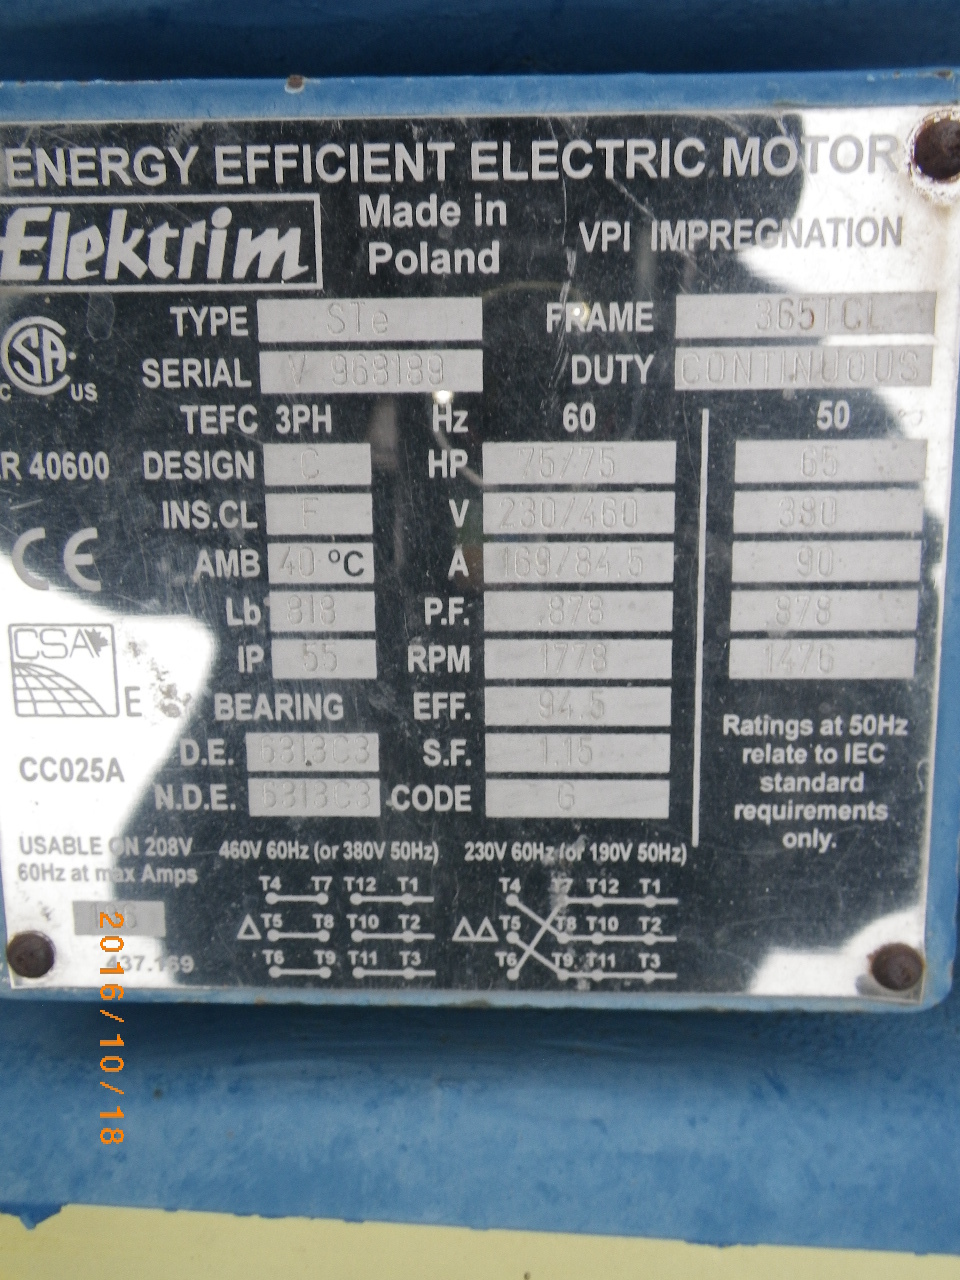 ENERGY EFFICIENT ELECTRIC MOTOR
Elektrim Made in Poland VPI IMPREGNATION
TYPE STe FRAME 365TCL
SA C US SERIAL V 968189 DUTY CONTINUOUS
TEFC 3PH Hz 60 50
R 40600 DESIGN C HP 75/75 65
INS.CL F V 230/460 380
CE AMB 40 °C A 169/84.5 90
Lb 818 P.F. .878 .878
CSA IP 55 RPM 1778 1476
E BEARING EFF. 94.5
D.E. 6313C3 S.F. 1.15
CC025A N.D.E. 6313C3 CODE G
Ratings at 50Hz
relate to IEC
standard
requirements
only.
USABLE ON 208V 460V 60Hz (or 380V 50Hz) 230V 60Hz (or 190V 50Hz)
60Hz at max Amps
T4 T7 T12 T1 T4 T7 T12 T1
Δ T5 T8 T10 T2 ΔΔ T5 T8 T10 T2
T6 T9 T11 T3 T6 T9 T11 T3
437.169
2016/10/18